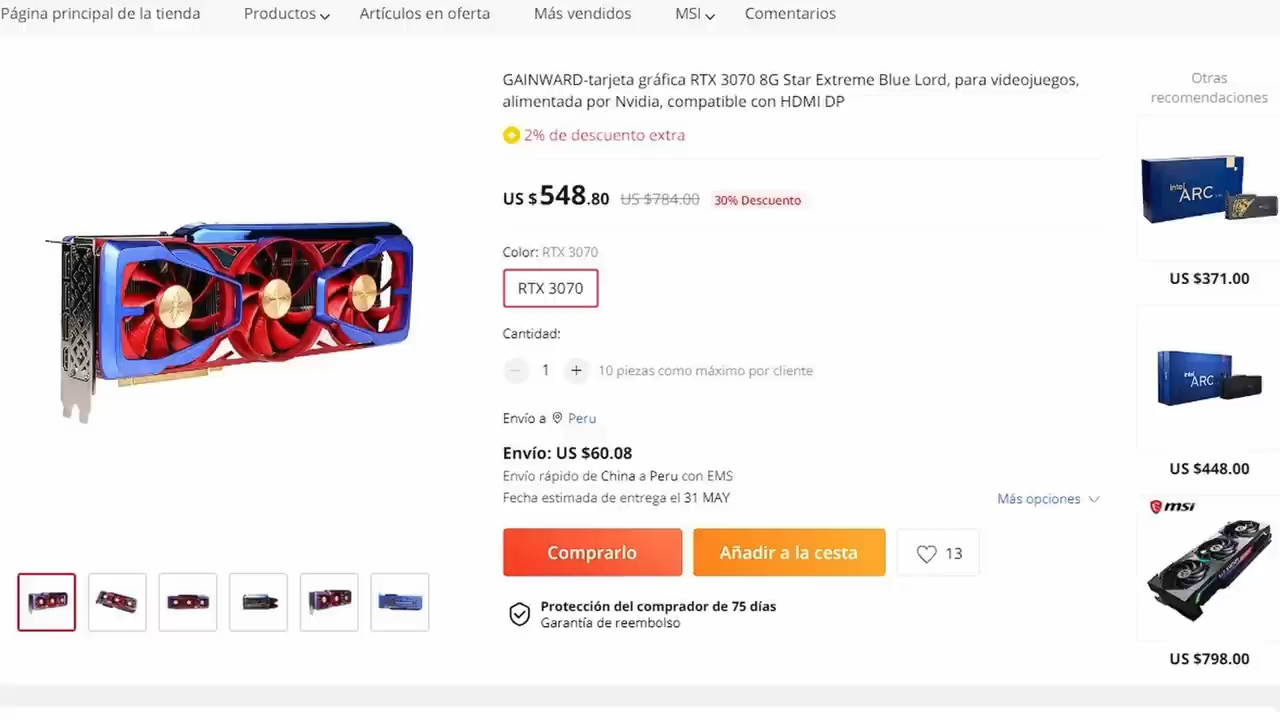 Página principal de la tienda
Productos
Artículos en oferta
Más vendidos
MSI
Comentarios
GAINWARD-tarjeta gráfica RTX 3070 8G Star Extreme Blue Lord, para videojuegos,
alimentada por Nvidia, compatible con HDMI DP
2% de descuento extra
US $548.80 US $784.00 30% Descuento
Color: RTX 3070
RTX 3070
Cantidad:
1 + 10 piezas como máximo por cliente
Envío a Peru
Envío: US $60.08
Envío rápido de China a Peru con EMS
Fecha estimada de entrega el 31 MAY
Más opciones
Comprarlo
Añadir a la cesta
13
Protección del comprador de 75 días
Garantía de reembolso
Otras
recomendaciones
intel
ARC
US $371.00
intel
ARC
US $448.00
msi
US $798.00